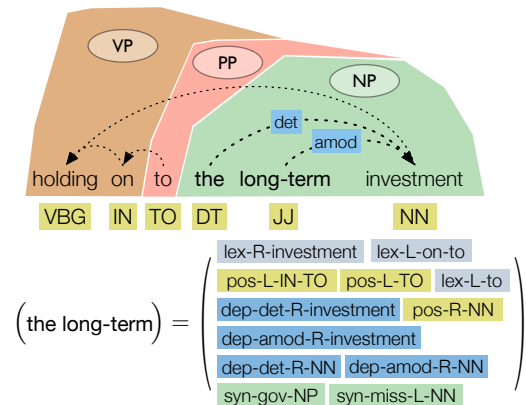 VP
PP
NP
det
amod
holding on to the long-term investment
VBG IN TO DT JJ NN
lex-R-investment lex-L-on-to
pos-L-IN-TO pos-L-TO lex-L-to
(the long-term) = dep-det-R-investment pos-R-NN
dep-amod-R-investment
dep-det-R-NN dep-amod-R-NN
syn-gov-NP syn-miss-L-NN